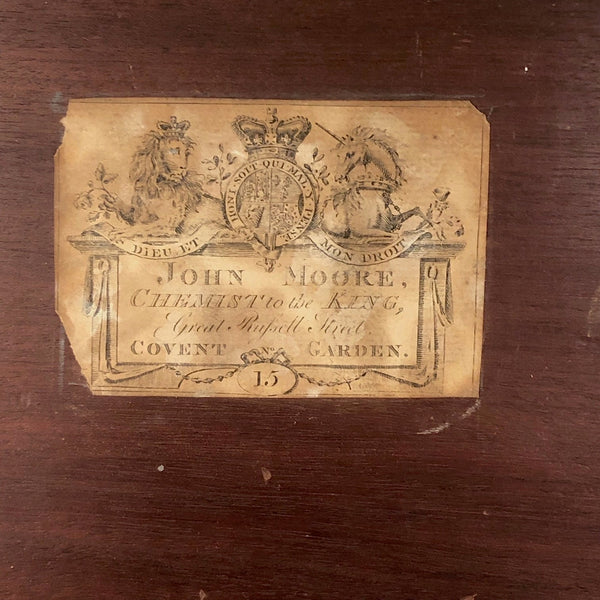 HONI SOIT QUI MAL Y PENSE
DIEU ET MON DROIT
JOHN MOORE,
CHEMIST to the KING,
Great Russell Street
COVENT GARDEN.
No.
15